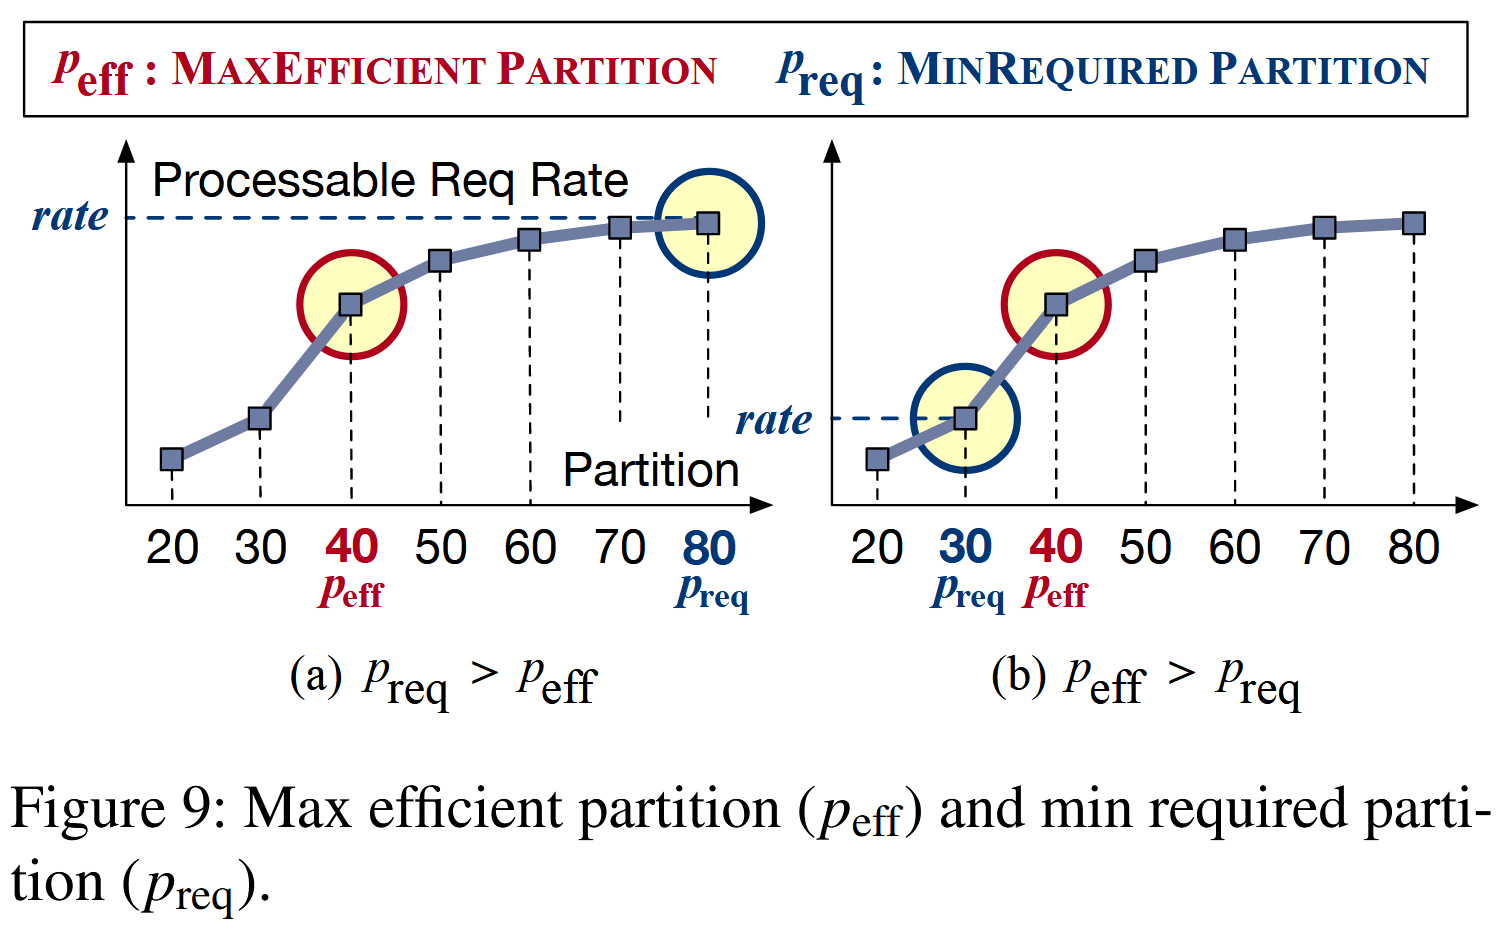 peff : MAXEFFICIENT PARTITION preq : MINREQUIRED PARTITION
Processable Req Rate
rate
Partition
20 30 40 50 60 70 80
peff preq
(a) preq > peff
rate
20 30 40 50 60 70 80
preq peff
(b) peff > preq
Figure 9: Max efficient partition (peff) and min required parti-
tion (preq).